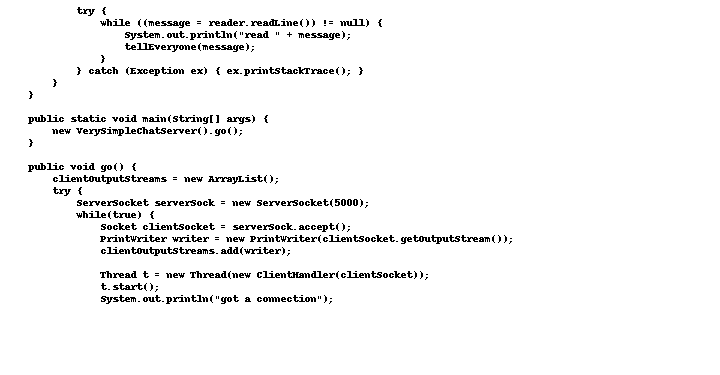 try {
while ((message = reader.readLine()) != null) {
System.out.println("read " + message);
tellEveryone(message);
}
} catch (Exception ex) { ex.printStackTrace(); }
}
}
public static void main(String[] args) {
new VerySimpleChatServer().go();
}
public void go() {
clientOutputStreams = new ArrayList();
try {
ServerSocket serverSock = new ServerSocket(5000);
while(true) {
Socket clientSocket = serverSock.accept();
PrintWriter writer = new PrintWriter(clientSocket.getOutputStream());
clientOutputStreams.add(writer);
Thread t = new Thread(new ClientHandler(clientSocket));
t.start();
System.out.println("got a connection");